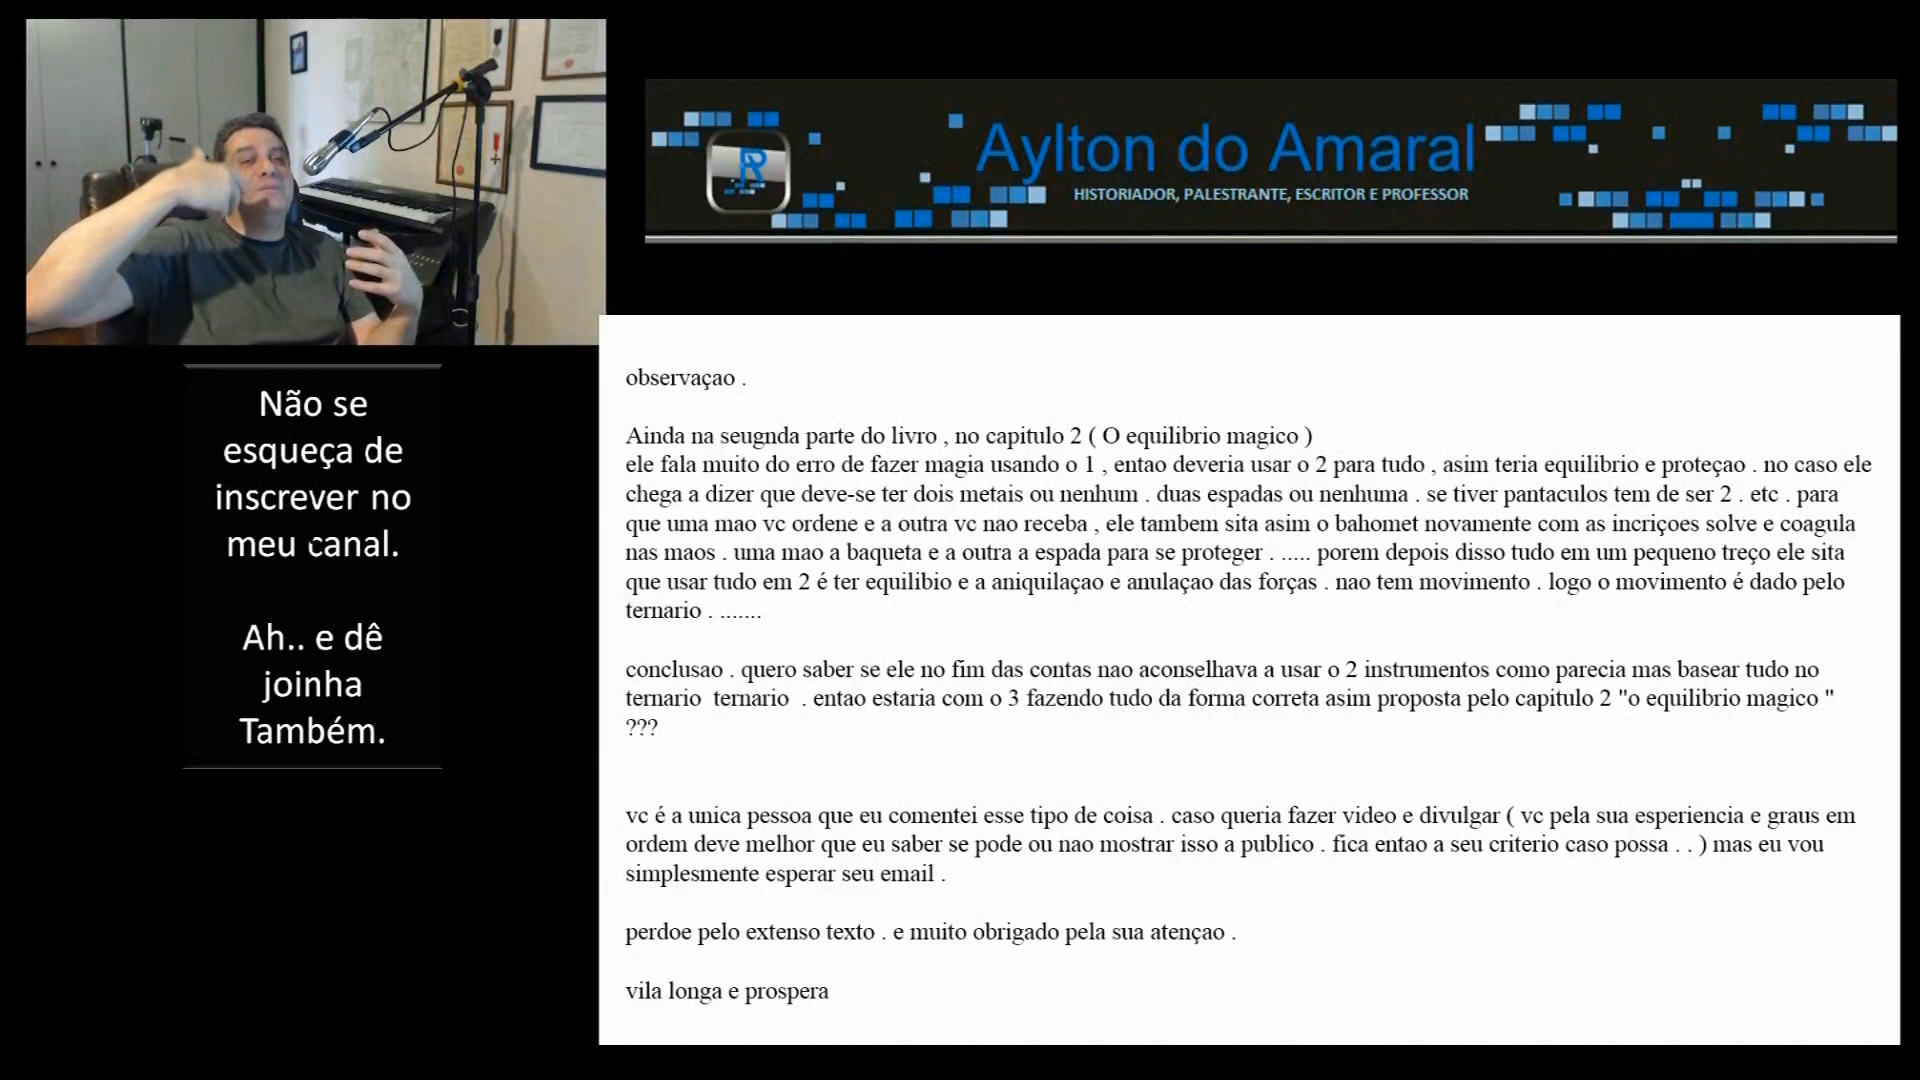 Aylton do Amaral
HISTORIADOR, PALESTRANTE, ESCRITOR E PROFESSOR
Não se
esqueça de
inscrever no
meu canal.
Ah.. e dê
joinha
Também.
observaçao .
Ainda na seugnda parte do livro , no capitulo 2 ( O equilibrio magico )
ele fala muito do erro de fazer magia usando o 1 , entao deveria usar o 2 para tudo , asim teria equilibrio e proteçao . no caso ele
chega a dizer que deve-se ter dois metais ou nenhum . duas espadas ou nenhuma . se tiver pantaculos tem de ser 2 . etc . para
que uma mao vc ordene e a outra vc nao receba , ele tambem sita asim o bahomet novamente com as incriçoes solve e coagula
nas maos . uma mao a baqueta e a outra a espada para se proteger . ..... porem depois disso tudo em um pequeno treço ele sita
que usar tudo em 2 é ter equilibio e a aniquilaçao e anulaçao das forças . nao tem movimento . logo o movimento é dado pelo
ternario . .......
conclusao . quero saber se ele no fim das contas nao aconselhava a usar o 2 instrumentos como parecia mas basear tudo no
ternario  ternario  . entao estaria com o 3 fazendo tudo da forma correta asim proposta pelo capitulo 2 "o equilibrio magico "
???
vc é a unica pessoa que eu comentei esse tipo de coisa . caso queria fazer video e divulgar ( vc pela sua esperiencia e graus em
ordem deve melhor que eu saber se pode ou nao mostrar isso a publico . fica entao a seu criterio caso possa . . ) mas eu vou
simplesmente esperar seu email .
perdoe pelo extenso texto . e muito obrigado pela sua atençao .
vila longa e prospera